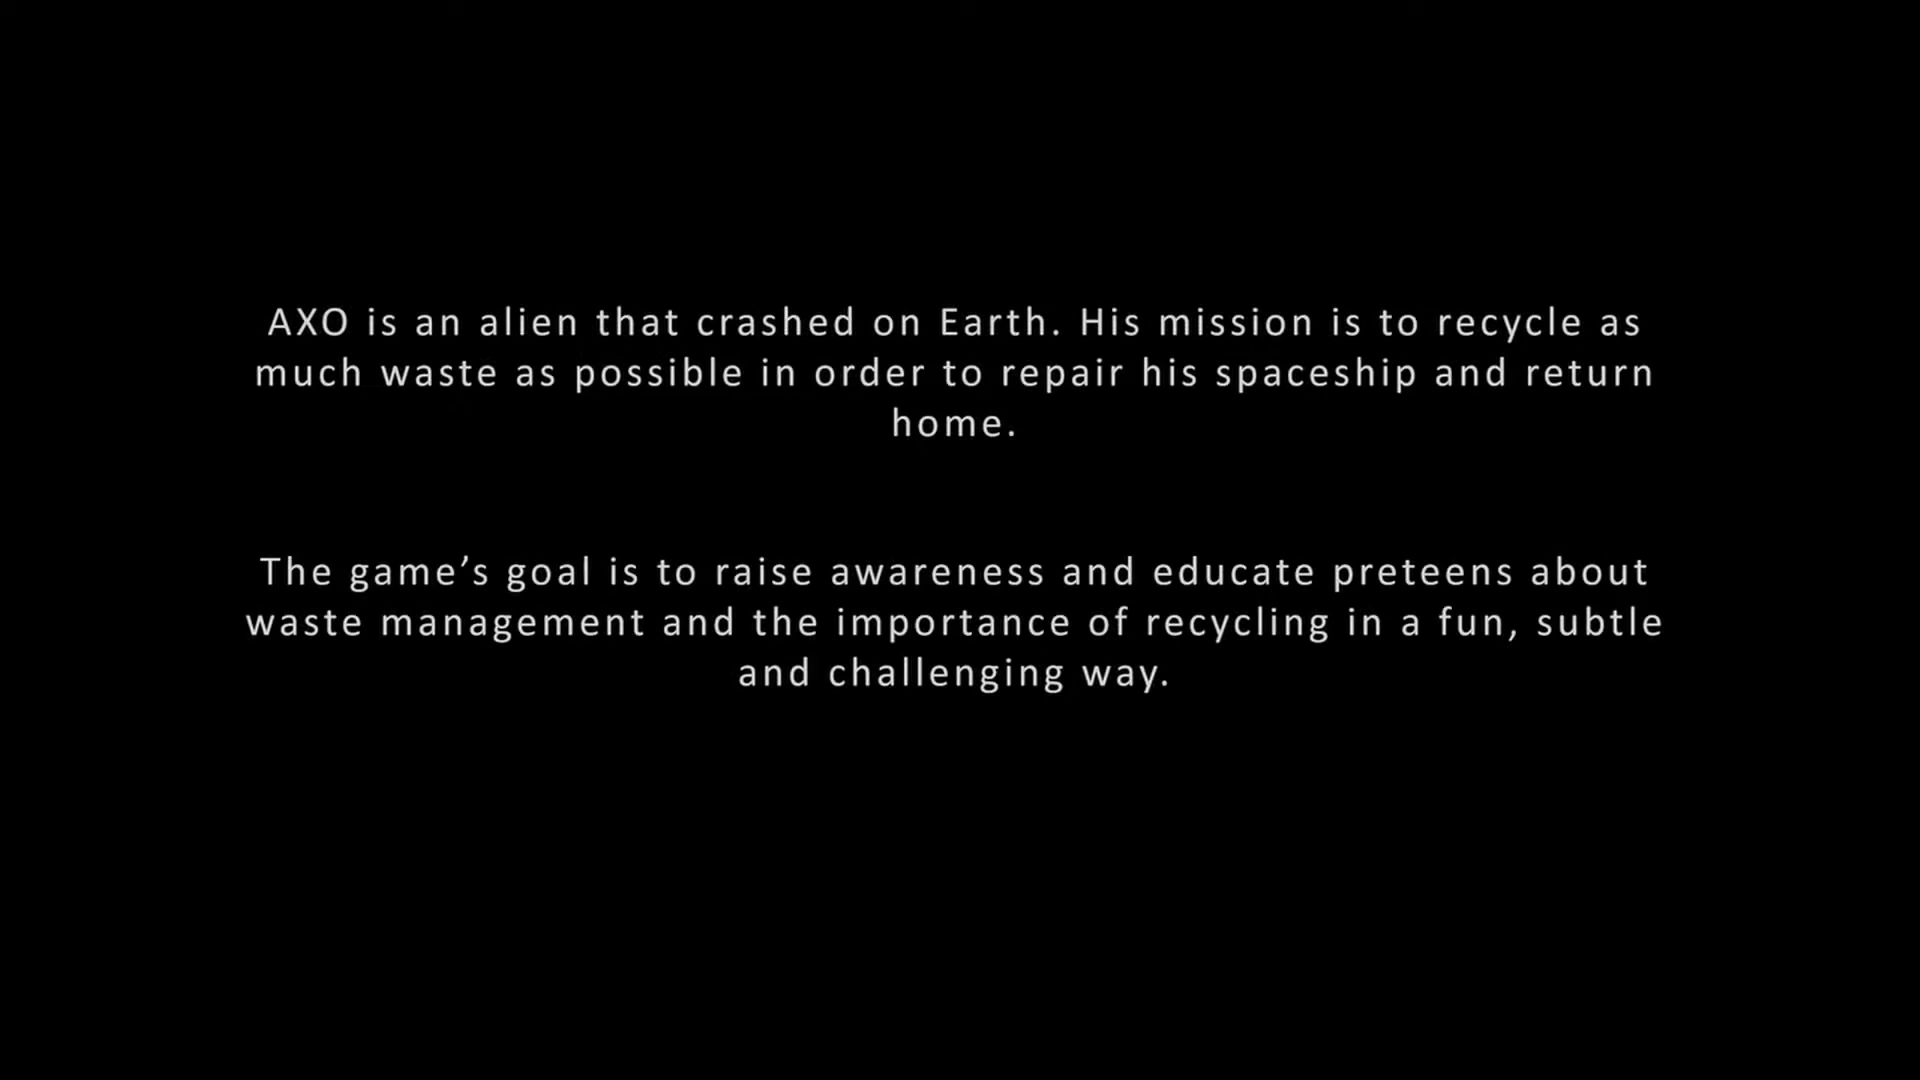 AXO is an alien that crashed on Earth. His mission is to recycle as
much waste as possible in order to repair his spaceship and return
home.
The game’s goal is to raise awareness and educate preteens about
waste management and the importance of recycling in a fun, subtle
and challenging way.